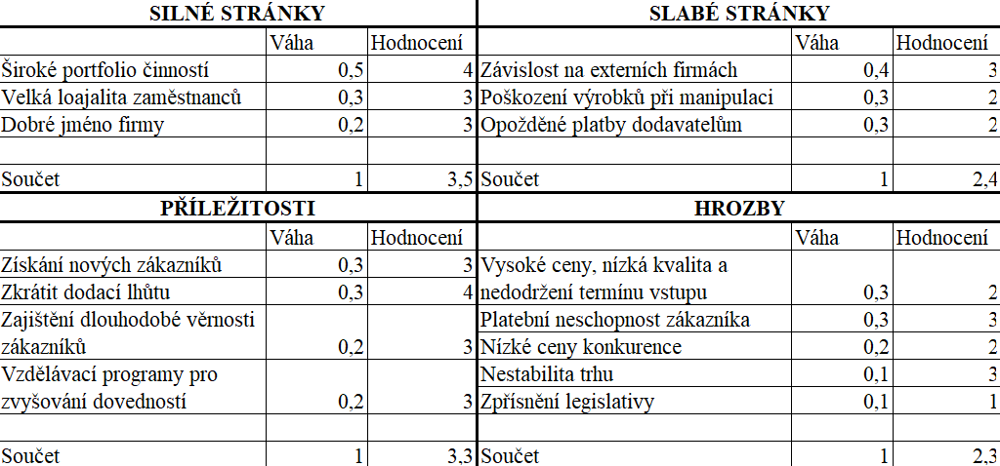 SILNÉ STRÁNKY
Váha Hodnocení
Široké portfolio činností 0,5 4
Velká loajalita zaměstnanců 0,3 3
Dobré jméno firmy 0,2 3
Součet 1 3,5
SLABÉ STRÁNKY
Váha Hodnocení
Závislost na externích firmách 0,4 3
Poškození výrobků při manipulaci 0,3 2
Opožděné platby dodavatelům 0,3 2
Součet 1 2,4
PŘÍLEŽITOSTI
Váha Hodnocení
Získání nových zákazníků 0,3 3
Zkrátit dodací lhůtu 0,3 4
Zajištění dlouhodobé věrnosti
zákazníků 0,2 3
Vzdělávací programy pro
zvyšování dovedností 0,2 3
Součet 1 3,3
HROZBY
Váha Hodnocení
Vysoké ceny, nízká kvalita a
nedodržení termínu vstupu 0,3 2
Platební neschopnost zákazníka 0,3 3
Nízké ceny konkurence 0,2 2
Nestabilita trhu 0,1 3
Zpřísnění legislativy 0,1 1
Součet 1 2,3